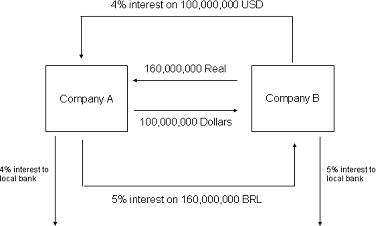 4% interest on 100,000,000 USD
160,000,000 Real
Company A
Company B
100,000,000 Dollars
4% interest to
local bank
5% interest to
local bank
5% interest on 160,000,000 BRL